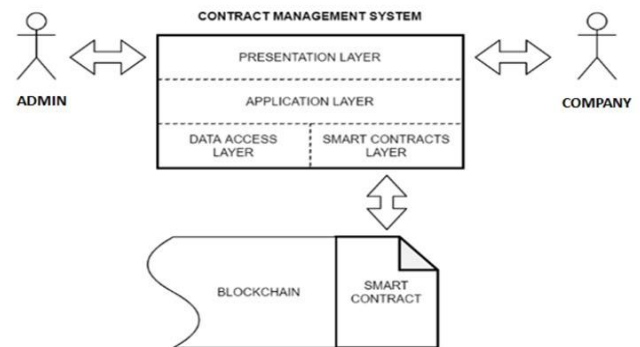 CONTRACT MANAGEMENT SYSTEM
PRESENTATION LAYER
ADMIN
APPLICATION LAYER
COMPANY
DATA ACCESS
LAYER
SMART CONTRACTS
LAYER
BLOCKCHAIN
SMART
CONTRACT